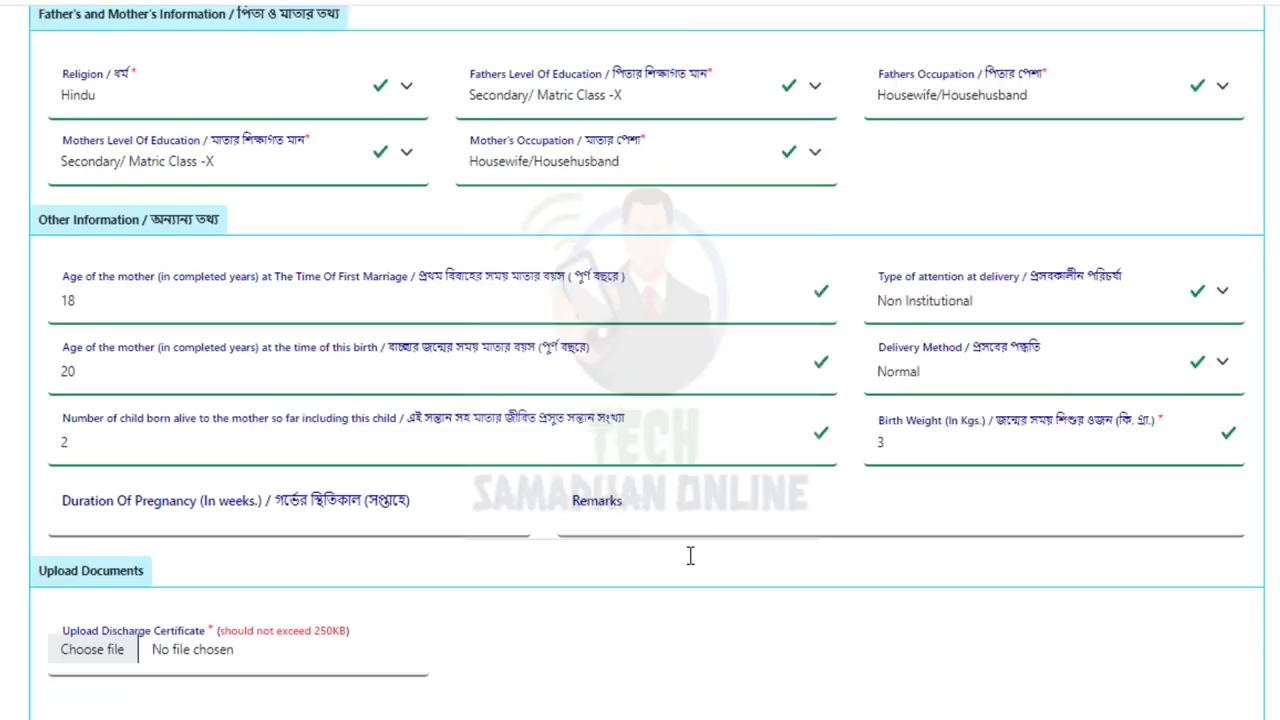 Father's and Mother's Information / পিতা ও মাতার তথ্য
Religion / ধর্ম *
Hindu
Fathers Level Of Education / পিতার শিক্ষাগত মান*
Secondary/ Matric Class -X
Fathers Occupation / পিতার পেশা*
Housewife/Househusband
Mothers Level Of Education / মাতার শিক্ষাগত মান*
Secondary/ Matric Class -X
Mother's Occupation / মাতার পেশা*
Housewife/Househusband
Other Information / অন্যান্য তথ্য
Age of the mother (in completed years) at The Time Of First Marriage / প্রথম বিবাহের সময় মাতার বয়স ( পূর্ণ বছরে )
18
Type of attention at delivery / প্রসবকালীন পরিচর্যা
Non Institutional
Age of the mother (in completed years) at the time of this birth / বাচ্চার জন্মের সময় মাতার বয়স (পূর্ণ বছরে)
20
Delivery Method / প্রসবের পদ্ধতি
Normal
Number of child born alive to the mother so far including this child / এই সন্তান সহ মাতার জীবিত প্রসূত সন্তান সংখ্যা
2
Birth Weight (In Kgs.) / জন্মের সময় শিশুর ওজন (কি. গ্রা.) *
3
Duration Of Pregnancy (In weeks.) / গর্ভের স্থিতিকাল (সপ্তাহে)
Remarks
TECH
SAMADHAN ONLINE
Upload Documents
Upload Discharge Certificate * (should not exceed 250KB)
Choose file No file chosen